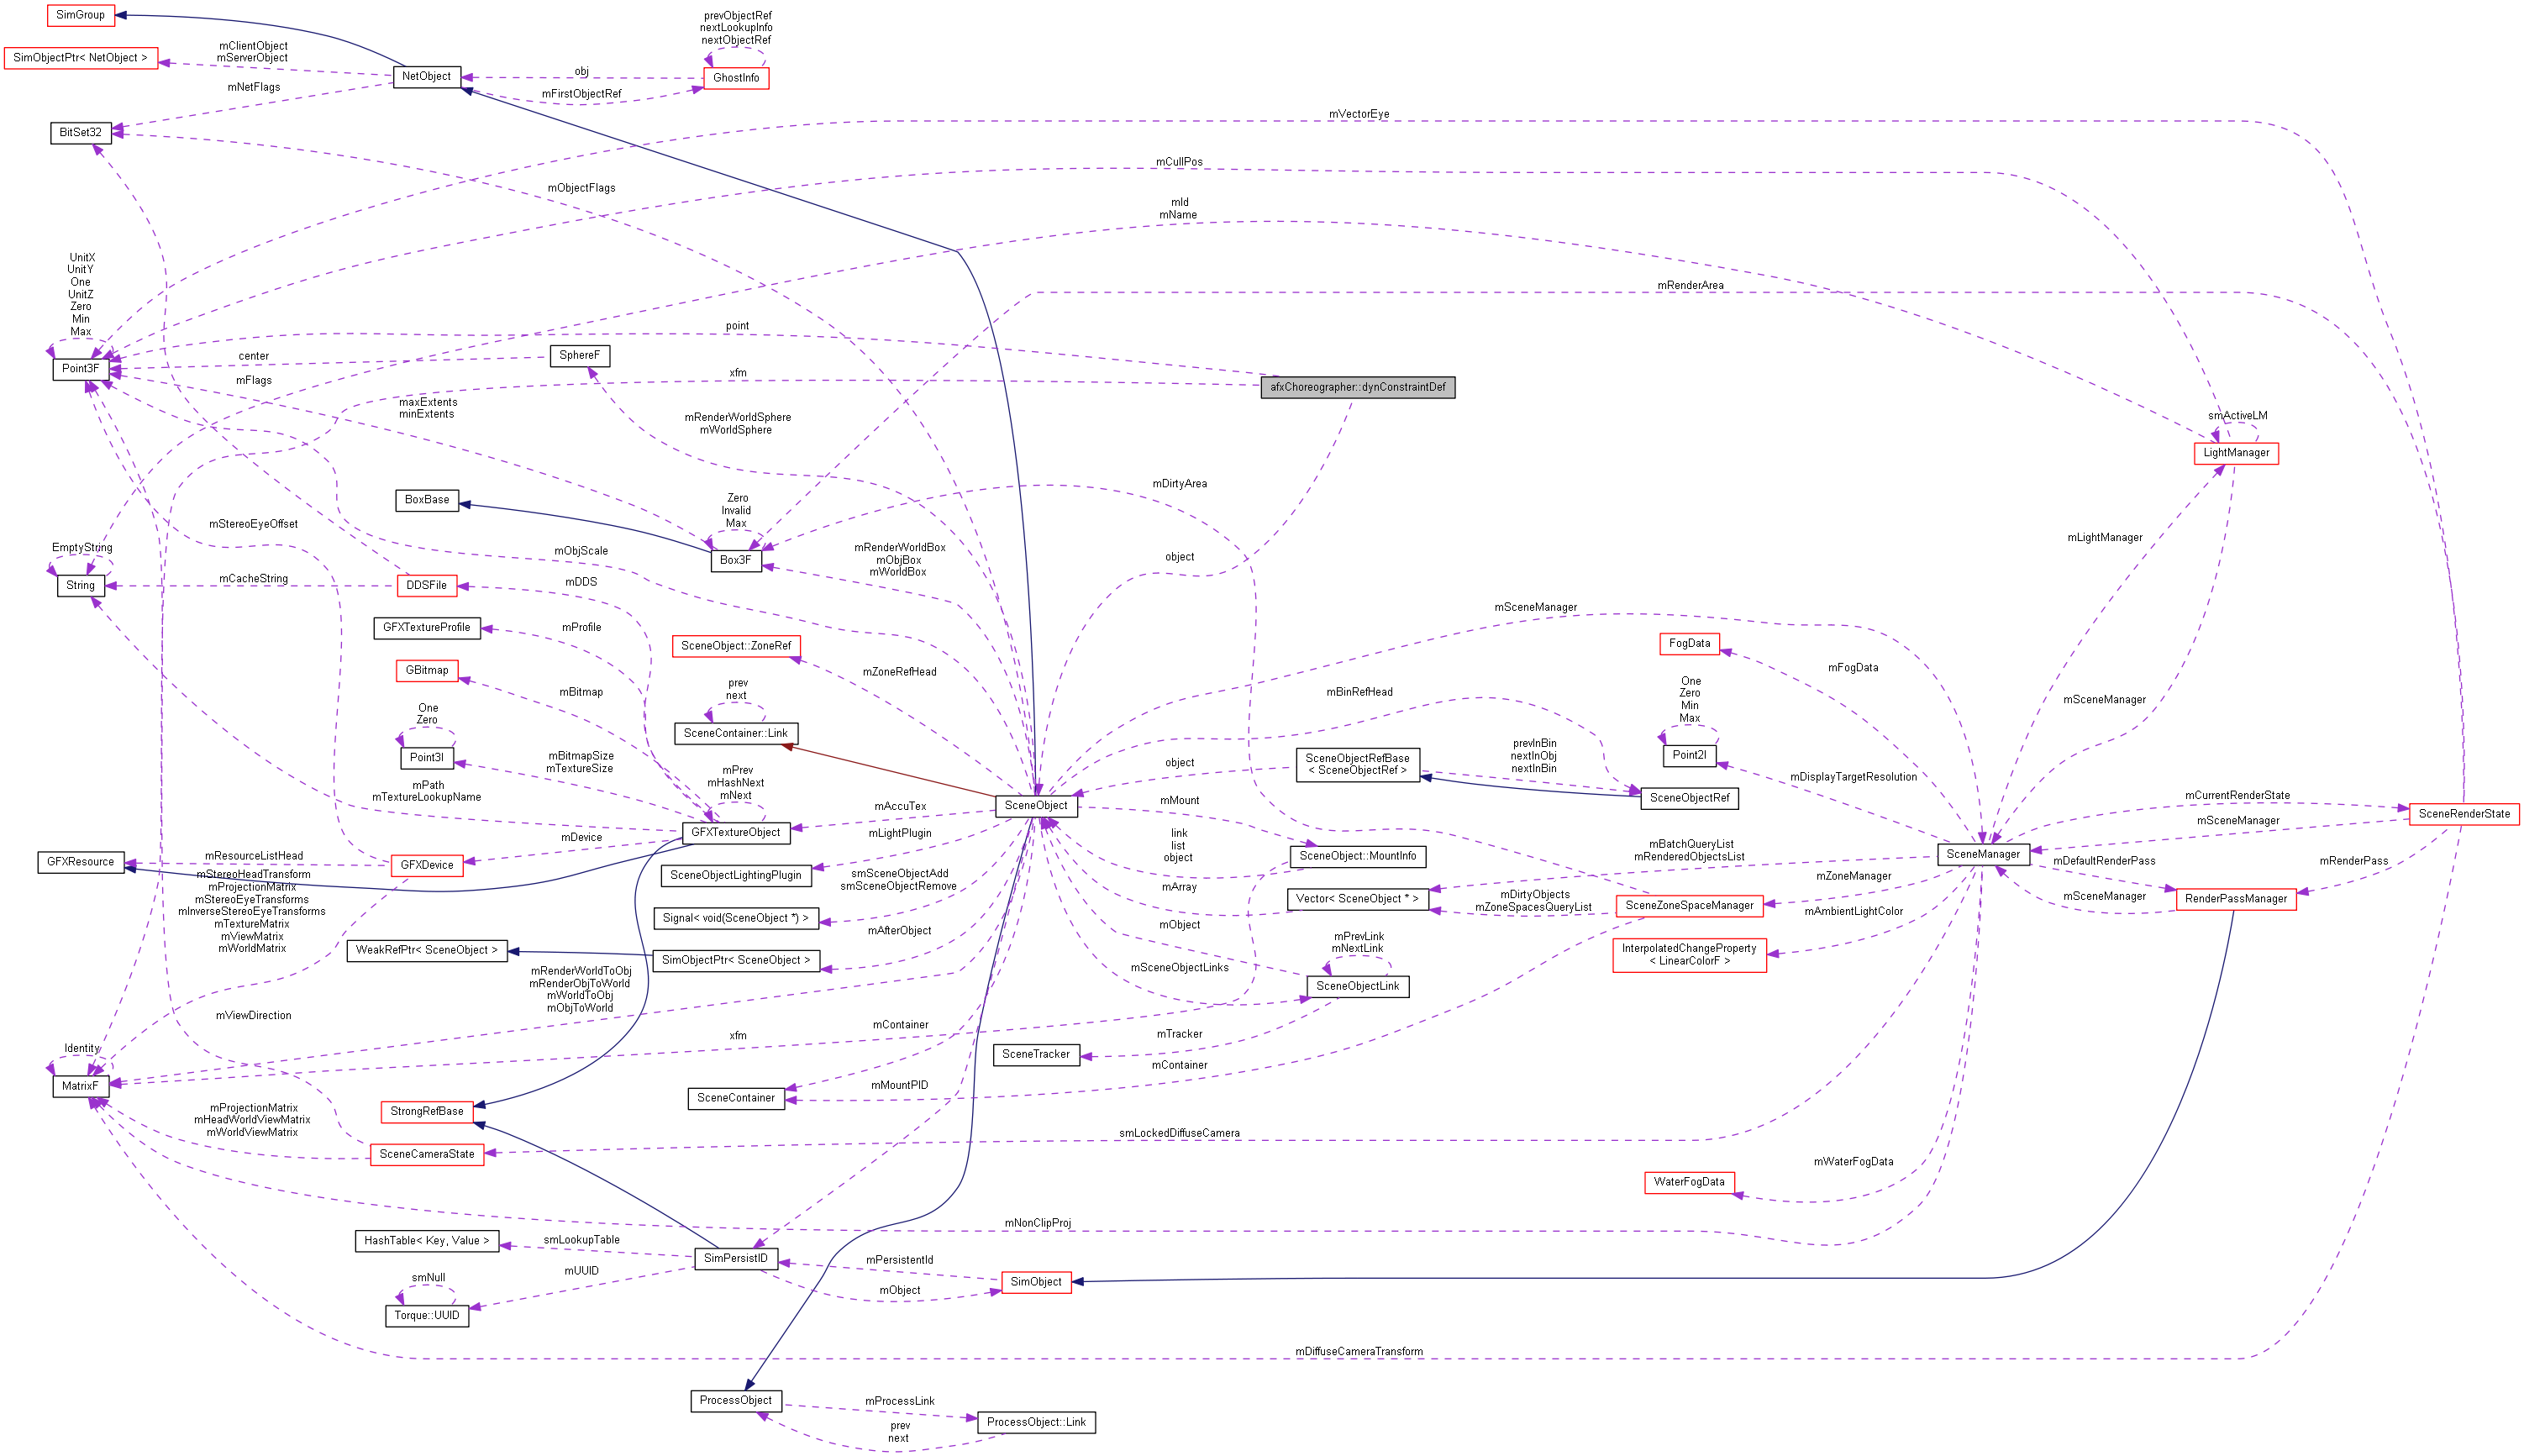 SimGroup
prevObjectRef
nextLookupInfo
nextObjectRef
SimObjectPtr< NetObject >
mClientObject
mServerObject
NetObject
obj
GhostInfo
mNetFlags
mFirstObjectRef
BitSet32
mVectorEye
mCullPos
mObjectFlags
mId
mName
UnitX
UnitY
One
UnitZ
Zero
Min
Max
mRenderArea
point
Point3F
center
SphereF
mFlags
xfm
afxChoreographer::dynConstraintDef
maxExtents
minExtents
mRenderWorldSphere
mWorldSphere
smActiveLM
LightManager
BoxBase
Zero
Invalid
Max
mDirtyArea
mStereoEyeOffset
EmptyString
mObjScale
Box3F
mRenderWorldBox
mObjBox
mWorldBox
object
mLightManager
String
mCacheString
DDSFile
mDDS
GFXTextureProfile
mProfile
mSceneManager
SceneObject::ZoneRef
FogData
GBitmap
mZoneRefHead
mFogData
mBitmap
prev
next
mBinRefHead
One
Zero
Min
Max
mSceneManager
One
Zero
SceneContainer::Link
Point3I
mBitmapSize
mTextureSize
SceneObjectRefBase
< SceneObjectRef >
object
prevInBin
nextInObj
nextInBin
Point2I
mPath
mTextureLookupName
mPrev
mHashNext
mNext
mDisplayTargetResolution
SceneObjectRef
mAccuTex
SceneObject
mMount
mCurrentRenderState
SceneRenderState
GFXTextureObject
mLightPlugin
mSceneManager
mDevice
link
list
object
mBatchQueryList
mRenderedObjectsList
GFXResource
mResourceListHead
GFXDevice
SceneObject::MountInfo
SceneManager
mDefaultRenderPass
mRenderPass
mStereoHeadTransform
mProjectionMatrix
mStereoEyeTransforms
mInverseStereoEyeTransforms
mTextureMatrix
mViewMatrix
mWorldMatrix
SceneObjectLightingPlugin
smSceneObjectAdd
smSceneObjectRemove
mArray
Vector< SceneObject * >
mDirtyObjects
mZoneSpacesQueryList
SceneZoneSpaceManager
mZoneManager
mSceneManager
RenderPassManager
Signal< void(SceneObject *) >
mAmbientLightColor
mAfterObject
mObject
WeakRefPtr< SceneObject >
SimObjectPtr< SceneObject >
mPrevLink
mNextLink
InterpolatedChangeProperty
< LinearColorF >
mRenderWorldToObj
mRenderObjToWorld
mWorldToObj
mObjToWorld
mSceneObjectLinks
SceneObjectLink
mViewDirection
mContainer
xfm
mTracker
Identity
SceneTracker
mContainer
MatrixF
mMountPID
SceneContainer
mProjectionMatrix
mHeadWorldViewMatrix
mWorldViewMatrix
StrongRefBase
smLockedDiffuseCamera
SceneCameraState
mWaterFogData
WaterFogData
mNonClipProj
HashTable< Key, Value >
smLookupTable
SimPersistID
mPersistentId
smNull
mUUID
SimObject
mObject
Torque::UUID
mDiffuseCameraTransform
ProcessObject
mProcessLink
ProcessObject::Link
prev
next